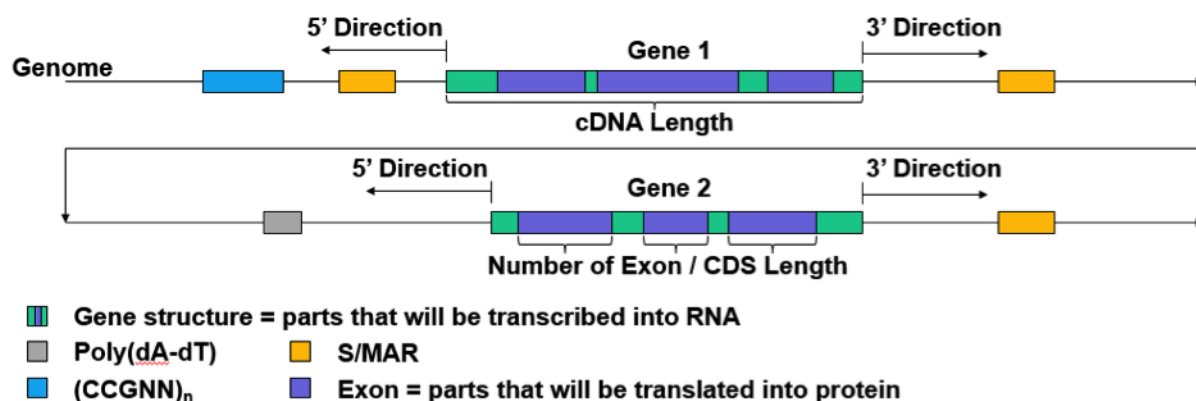 5' Direction Gene 1 3' Direction
Genome
cDNA Length
5' Direction Gene 2 3' Direction
Number of Exon / CDS Length
Gene structure = parts that will be transcribed into RNA
Poly(dA-dT) S/MAR
(CCGNN)n Exon = parts that will be translated into protein